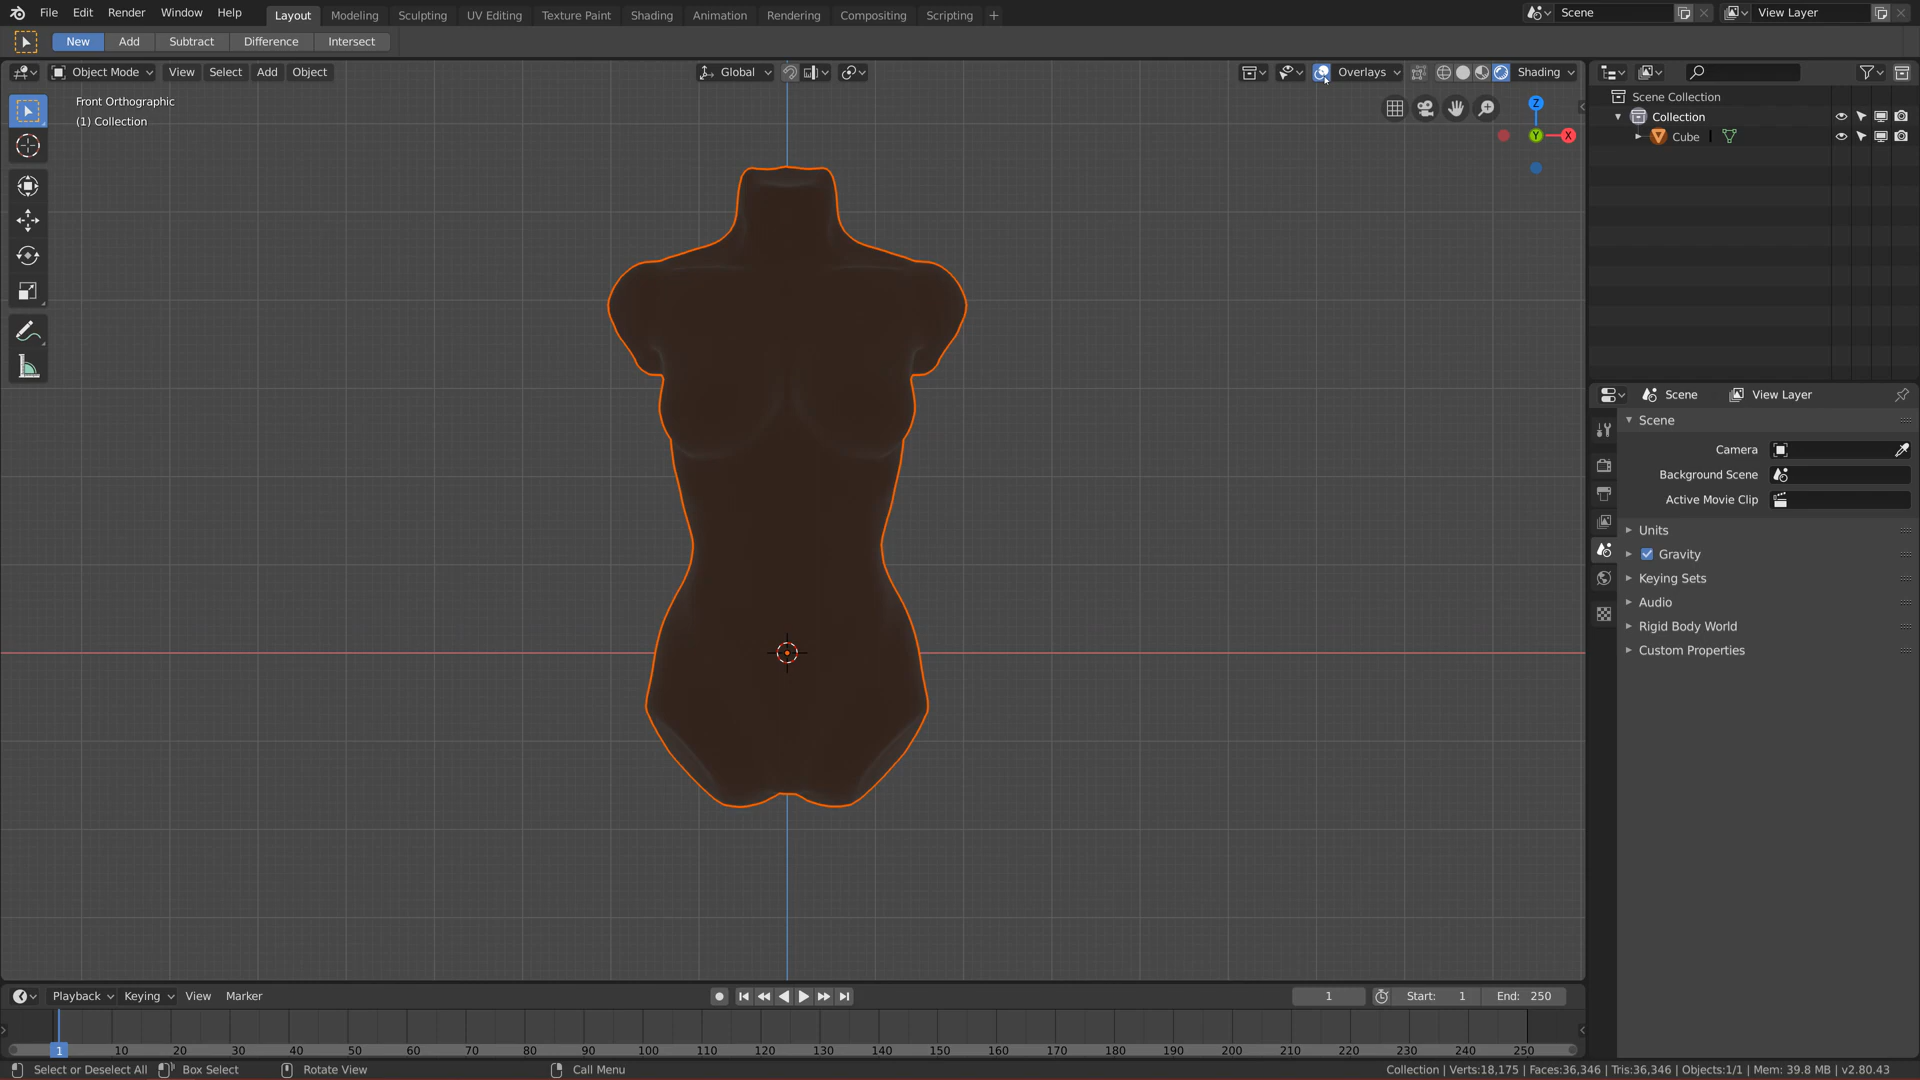 File Edit Render Window Help Layout Modeling Sculpting UV Editing Texture Paint Shading Animation Rendering Compositing Scripting + Scene View Layer
New Add Subtract Difference Intersect
Object Mode View Select Add Object Global Overlays Shading
Front Orthographic
(1) Collection
Z
Y
X
Scene Collection
Collection
Cube
Scene View Layer
Scene
Camera
Background Scene
Active Movie Clip
Units
Gravity
Keying Sets
Audio
Rigid Body World
Custom Properties
Playback Keying View Marker 1 Start: 1 End: 250
1 10 20 30 40 50 60 70 80 90 100 110 120 130 140 150 160 170 180 190 200 210 220 230 240 250
Select or Deselect All Box Select Rotate View Call Menu Collection | Verts:18,175 | Faces:36,346 | Tris:36,346 | Objects:1/1 | Mem: 39.8 MB | v2.80.43